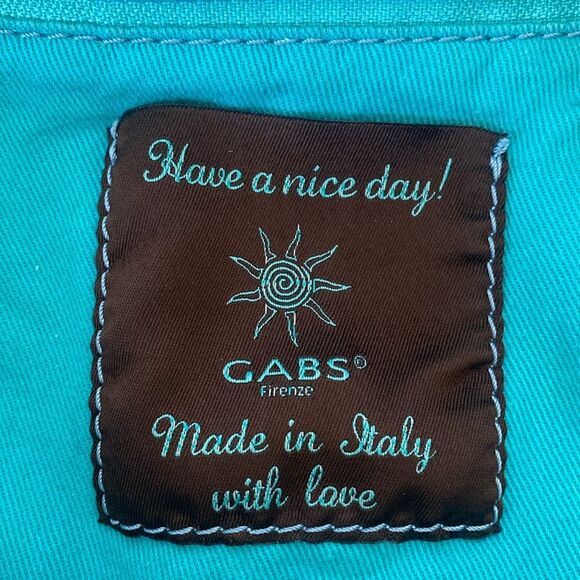 Have a nice day!
GABS®
Firenze
Made in Italy
with love